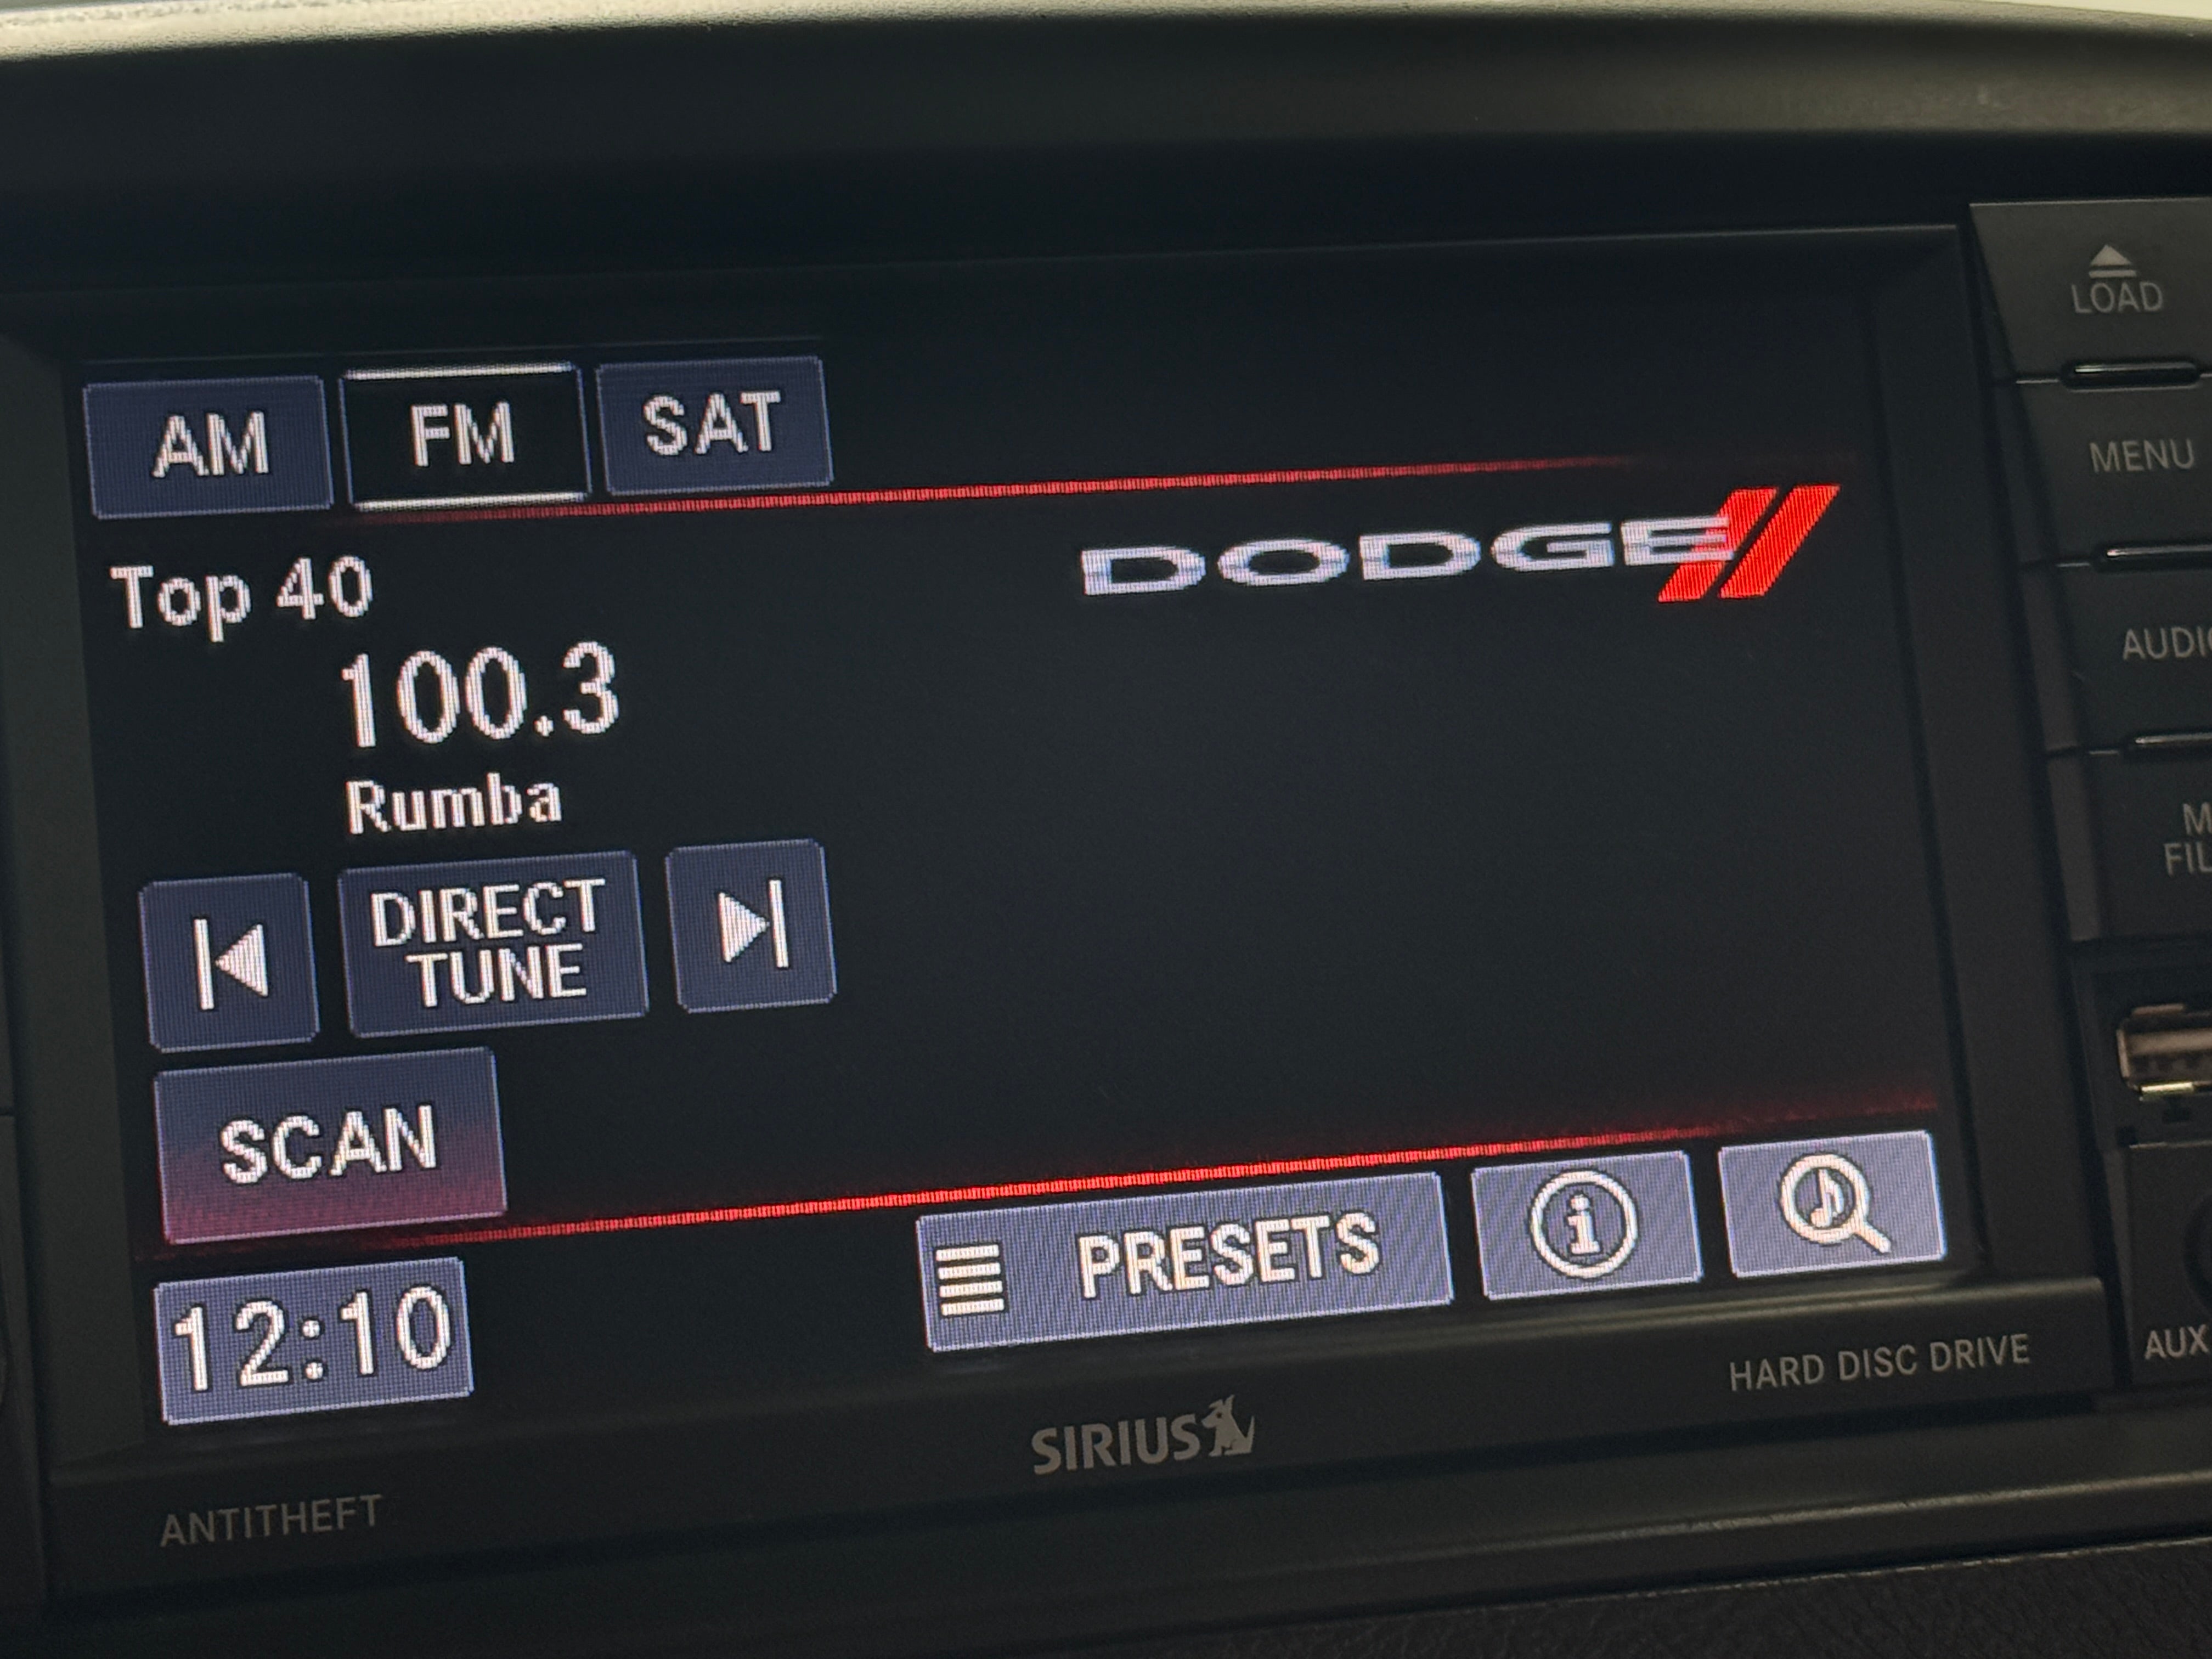 LOAD
MENU
AM FM SAT
DODGE
Top 40
100.3
Rumba
DIRECT
TUNE
SCAN
PRESETS
12:10
HARD DISC DRIVE
AUX
SIRIUS
ANTITHEFT